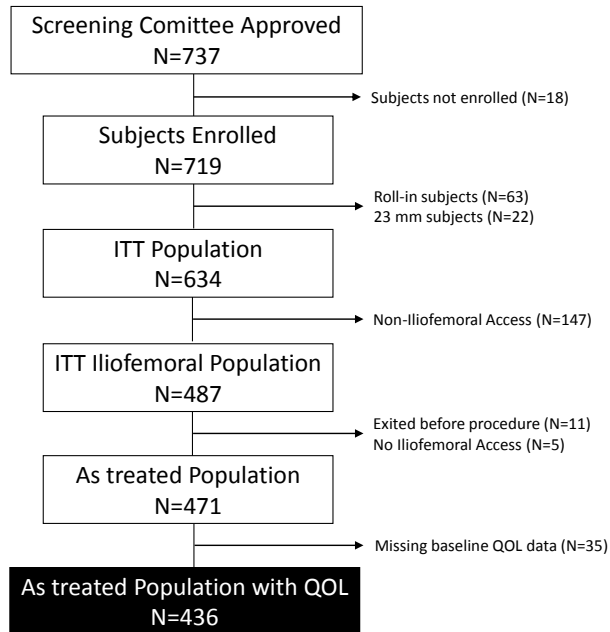 Screening Comittee Approved
N=737
Subjects not enrolled (N=18)
Subjects Enrolled
N=719
Roll-in subjects (N=63)
23 mm subjects (N=22)
ITT Population
N=634
Non-Iliofemoral Access (N=147)
ITT Iliofemoral Population
N=487
Exited before procedure (N=11)
No Iliofemoral Access (N=5)
As treated Population
N=471
Missing baseline QOL data (N=35)
As treated Population with QOL
N=436